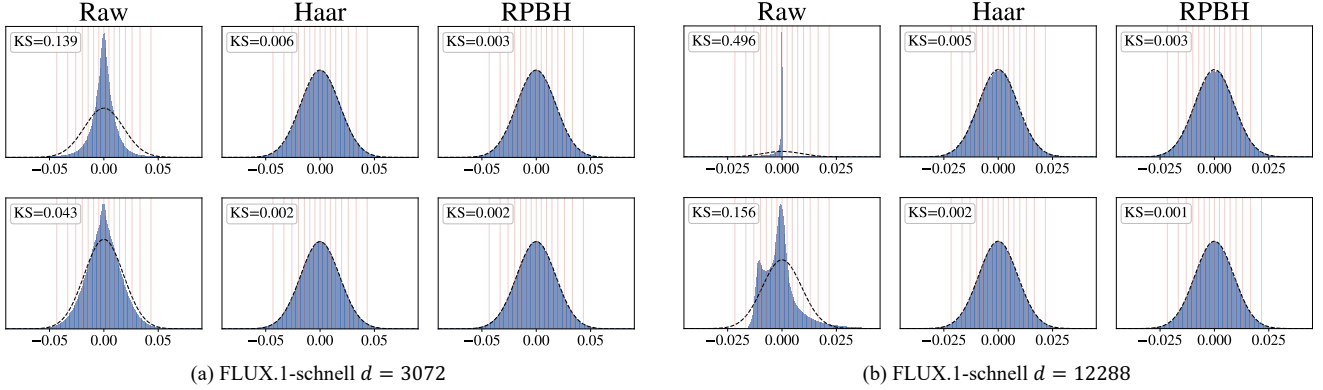 Raw Haar RPBH Raw Haar RPBH
KS=0.139 KS=0.006 KS=0.003 KS=0.496 KS=0.005 KS=0.003
−0.05 0.00 0.05 −0.05 0.00 0.05 −0.05 0.00 0.05 −0.025 0.000 0.025 −0.025 0.000 0.025 −0.025 0.000 0.025
KS=0.043 KS=0.002 KS=0.002 KS=0.156 KS=0.002 KS=0.001
−0.05 0.00 0.05 −0.05 0.00 0.05 −0.05 0.00 0.05 −0.025 0.000 0.025 −0.025 0.000 0.025 −0.025 0.000 0.025
(a) FLUX.1-schnell d = 3072 (b) FLUX.1-schnell d = 12288